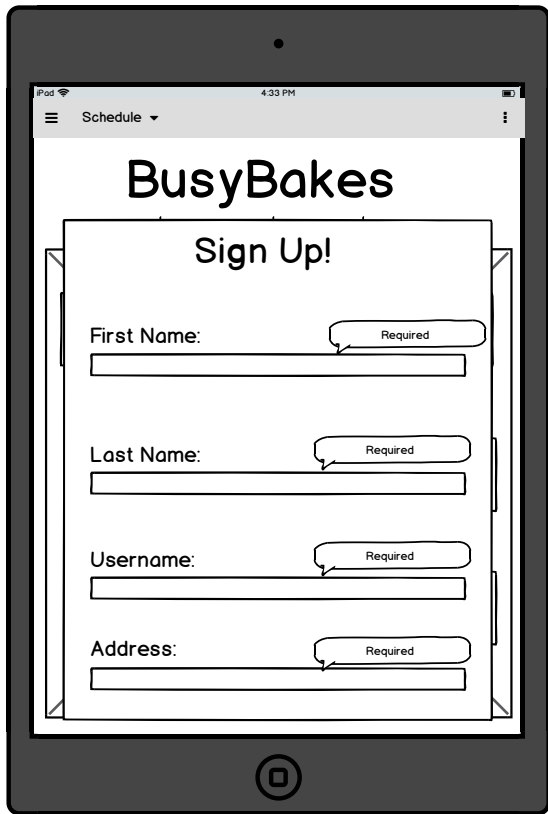 iPad 4:33 PM
Schedule
BusyBakes
Sign Up!
First Name: Required
Last Name: Required
Username: Required
Address: Required